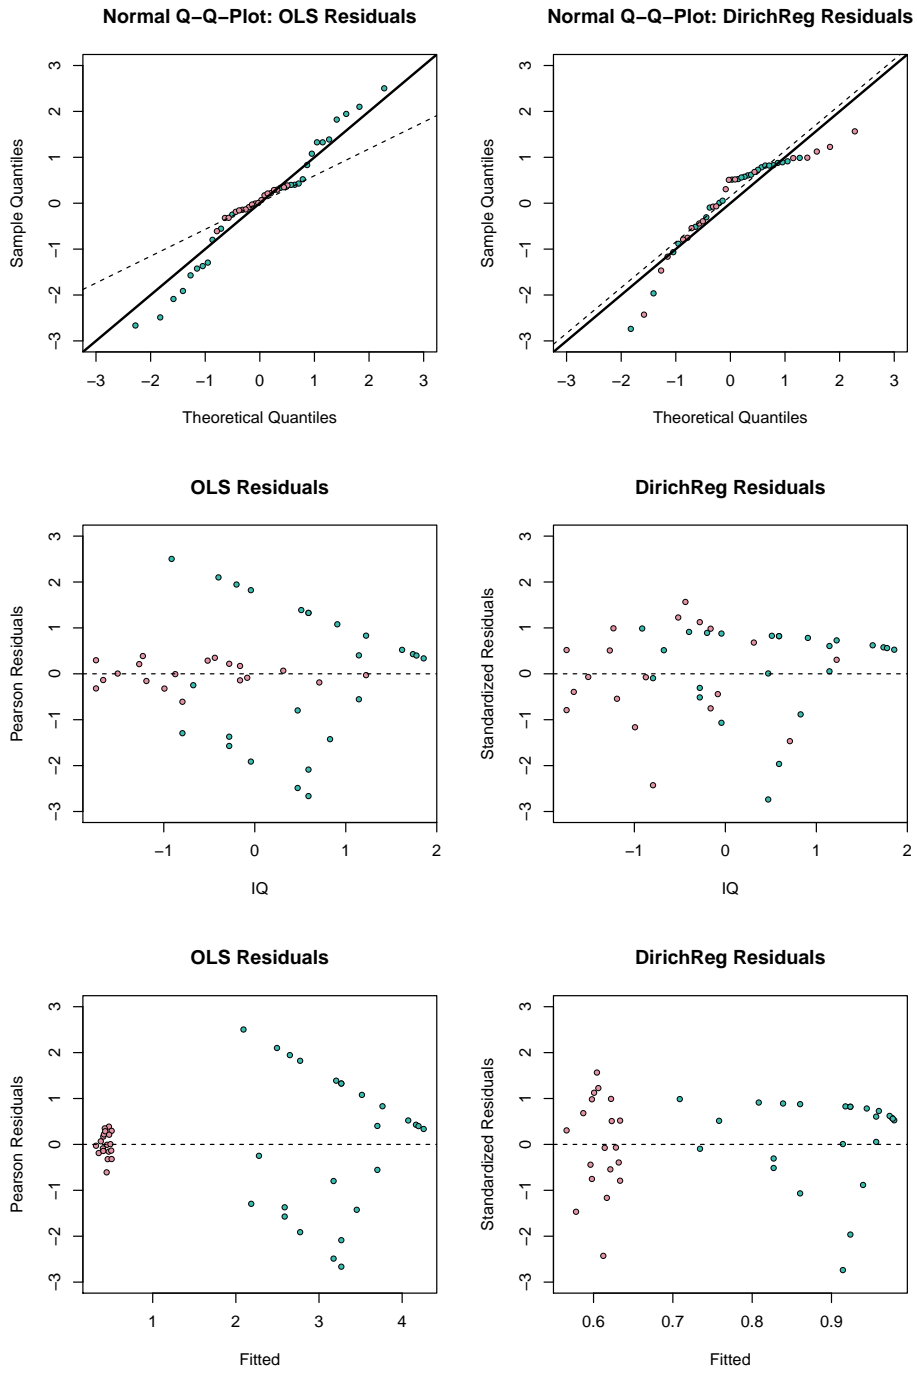 Normal Q−Q−Plot: OLS Residuals
3
2
1
0
−1
−2
−3
Sample Quantiles
−3 −2 −1 0 1 2 3
Theoretical Quantiles
Normal Q−Q−Plot: DirichReg Residuals
3
2
1
0
−1
−2
−3
Sample Quantiles
−3 −2 −1 0 1 2 3
Theoretical Quantiles
OLS Residuals
3
2
1
0
−1
−2
−3
Pearson Residuals
−1 0 1 2
IQ
DirichReg Residuals
3
2
1
0
−1
−2
−3
Standardized Residuals
−1 0 1 2
IQ
OLS Residuals
3
2
1
0
−1
−2
−3
Pearson Residuals
1 2 3 4
Fitted
DirichReg Residuals
3
2
1
0
−1
−2
−3
Standardized Residuals
0.6 0.7 0.8 0.9
Fitted